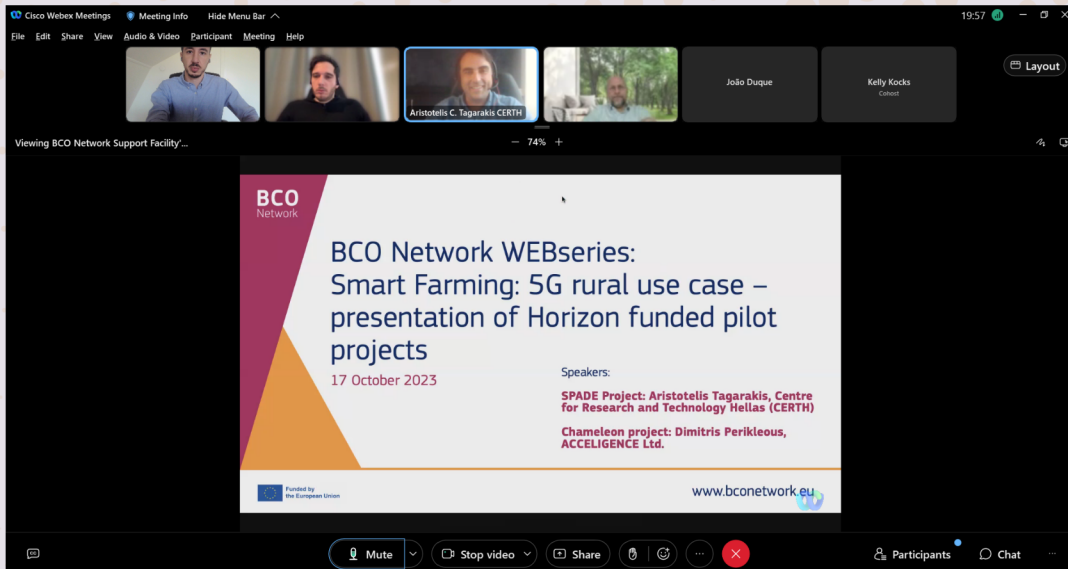 Cisco Webex Meetings
Meeting Info
Hide Menu Bar
19:57
File Edit Share View Audio & Video Participant Meeting Help
Aristotelis C. Tagarakis CERTH
João Duque
Kelly Kocks
Cohost
Layout
Viewing BCO Network Support Facility'...
− 74% +
BCO
Network
BCO Network WEBseries:
Smart Farming: 5G rural use case –
presentation of Horizon funded pilot
projects
17 October 2023
Speakers:
SPADE Project: Aristotelis Tagarakis, Centre
for Research and Technology Hellas (CERTH)
Chameleon project: Dimitris Perikleous,
ACCELIGENCE Ltd.
Funded by
the European Union
www.bconetwork.eu
Mute
Stop video
Share
Participants
Chat